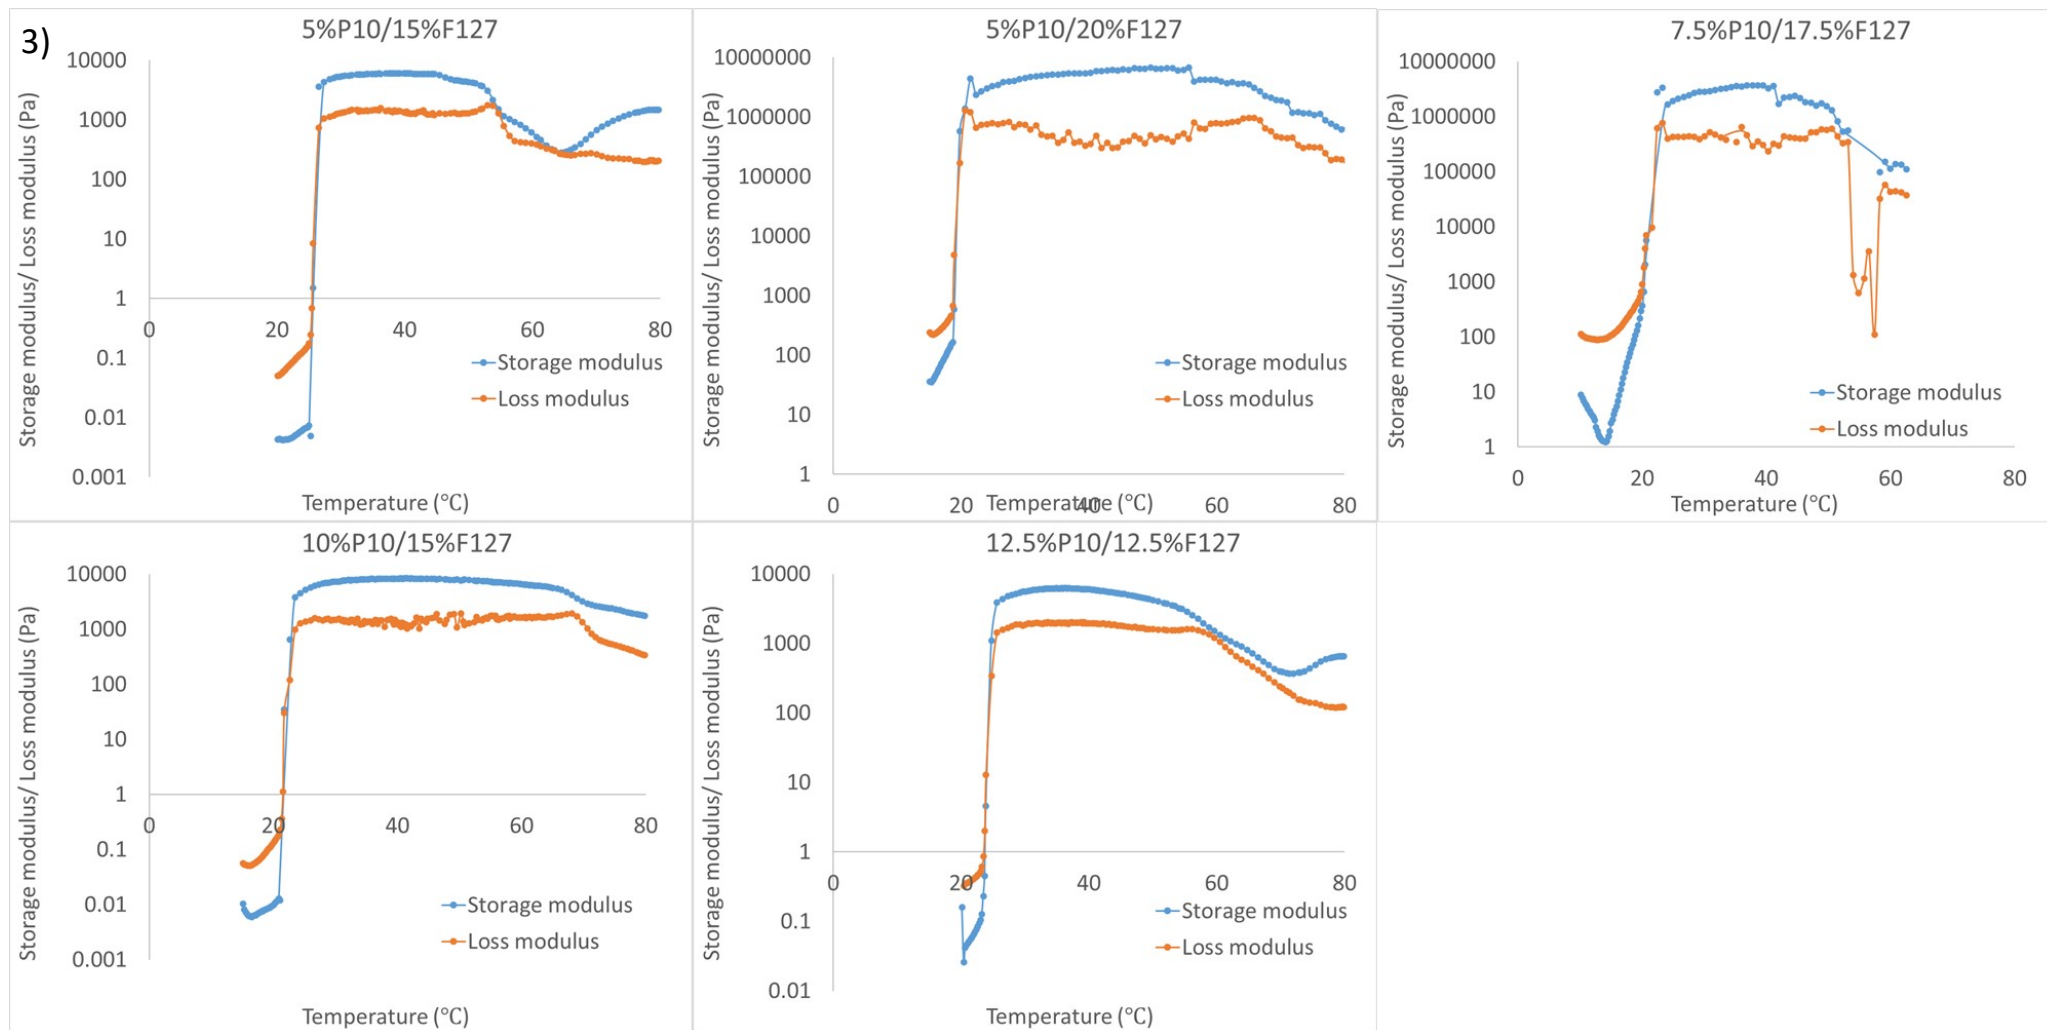 3)
5%P10/15%F127
Storage modulus/ Loss modulus (Pa)
10000
1000
100
10
1
0.1
0.01
0.001
0
20
40
60
80
Storage modulus
Loss modulus
Temperature (°C)
5%P10/20%F127
Storage modulus/ Loss modulus (Pa)
10000000
1000000
100000
10000
1000
100
10
1
0
20
40
60
80
Storage modulus
Loss modulus
Temperature (°C)
7.5%P10/17.5%F127
Storage modulus/ Loss modulus (Pa)
10000000
1000000
100000
10000
1000
100
10
1
0
20
40
60
80
Storage modulus
Loss modulus
Temperature (°C)
10%P10/15%F127
Storage modulus/ Loss modulus (Pa)
10000
1000
100
10
1
0.1
0.01
0.001
0
20
40
60
80
Storage modulus
Loss modulus
Temperature (°C)
12.5%P10/12.5%F127
Storage modulus/ Loss modulus (Pa)
10000
1000
100
10
1
0.1
0.01
0
20
40
60
80
Storage modulus
Loss modulus
Temperature (°C)